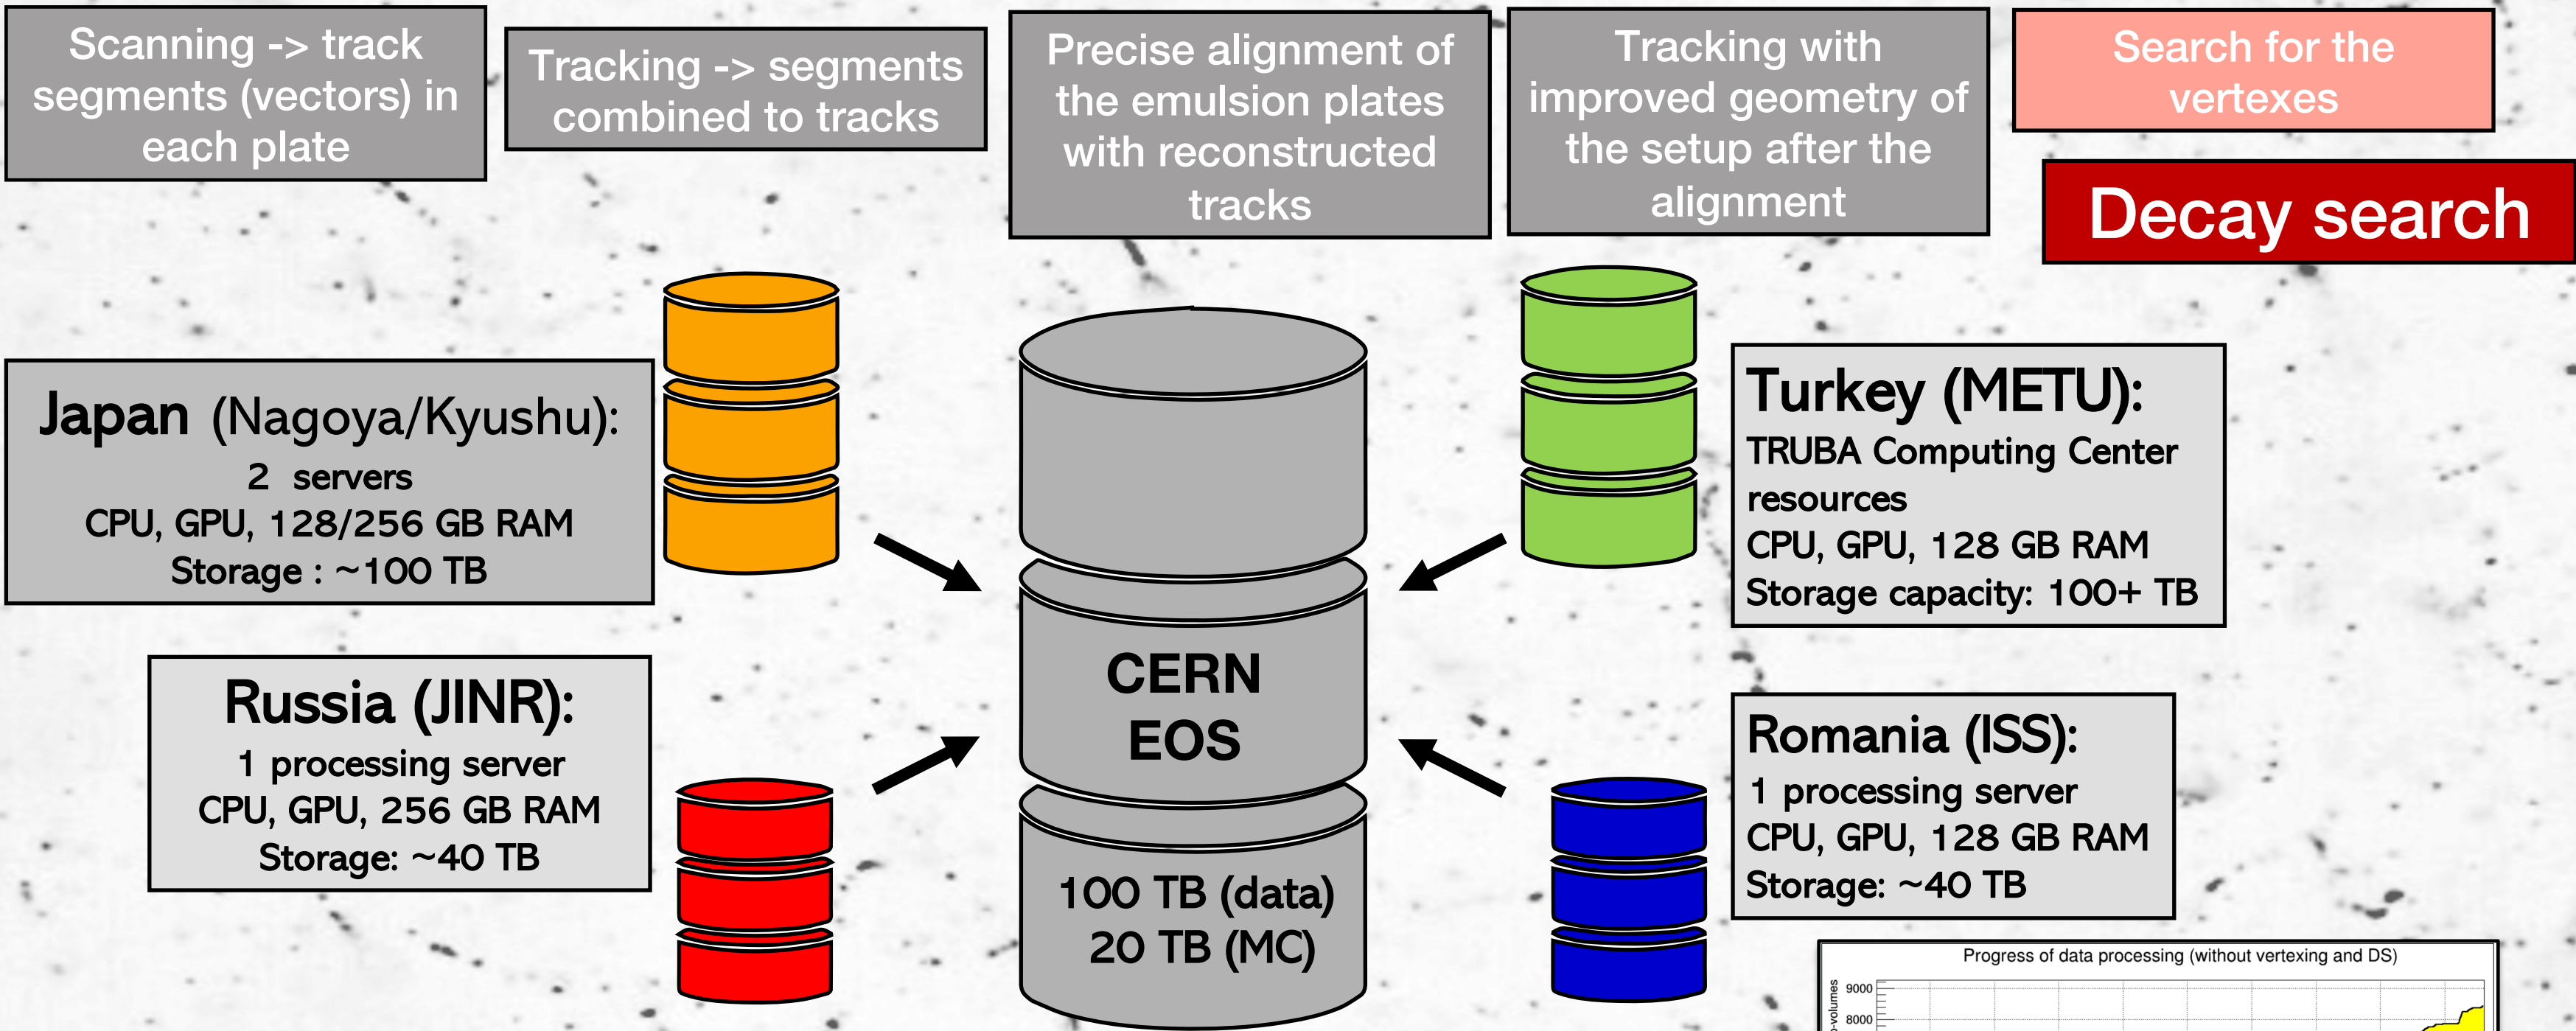 Scanning -> track
segments (vectors) in
each plate
Tracking -> segments
combined to tracks
Precise alignment of
the emulsion plates
with reconstructed
tracks
Tracking with
improved geometry of
the setup after the
alignment
Search for the
vertexes
Decay search
Japan (Nagoya/Kyushu):
2 servers
CPU, GPU, 128/256 GB RAM
Storage : ~100 TB
Turkey (METU):
TRUBA Computing Center
resources
CPU, GPU, 128 GB RAM
Storage capacity: 100+ TB
Russia (JINR):
1 processing server
CPU, GPU, 256 GB RAM
Storage: ~40 TB
CERN
EOS
100 TB (data)
20 TB (MC)
Romania (ISS):
1 processing server
CPU, GPU, 128 GB RAM
Storage: ~40 TB
Progress of data processing (without vertexing and DS)
9000
8000